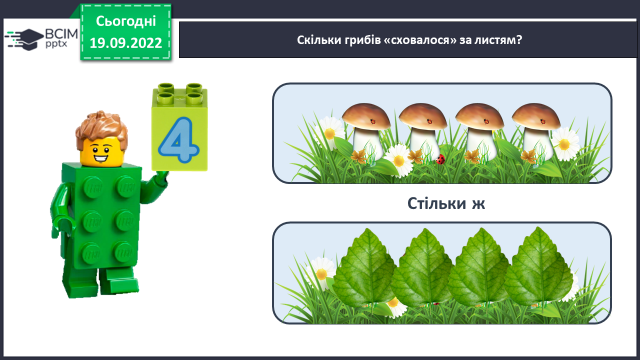 ВСІМ
pptx
Сьогодні
19.09.2022
Скільки грибів «сховалося» за листям?
4
Стільки ж